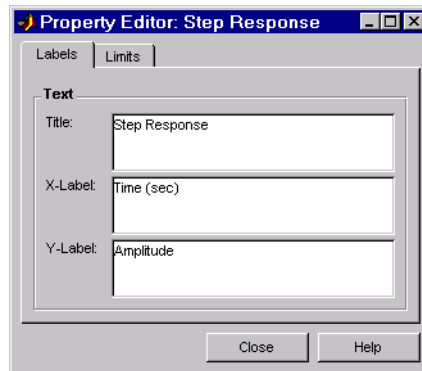 Property Editor: Step Response
Labels Limits
Text
Title: Step Response
X-Label: Time (sec)
Y-Label: Amplitude
Close Help